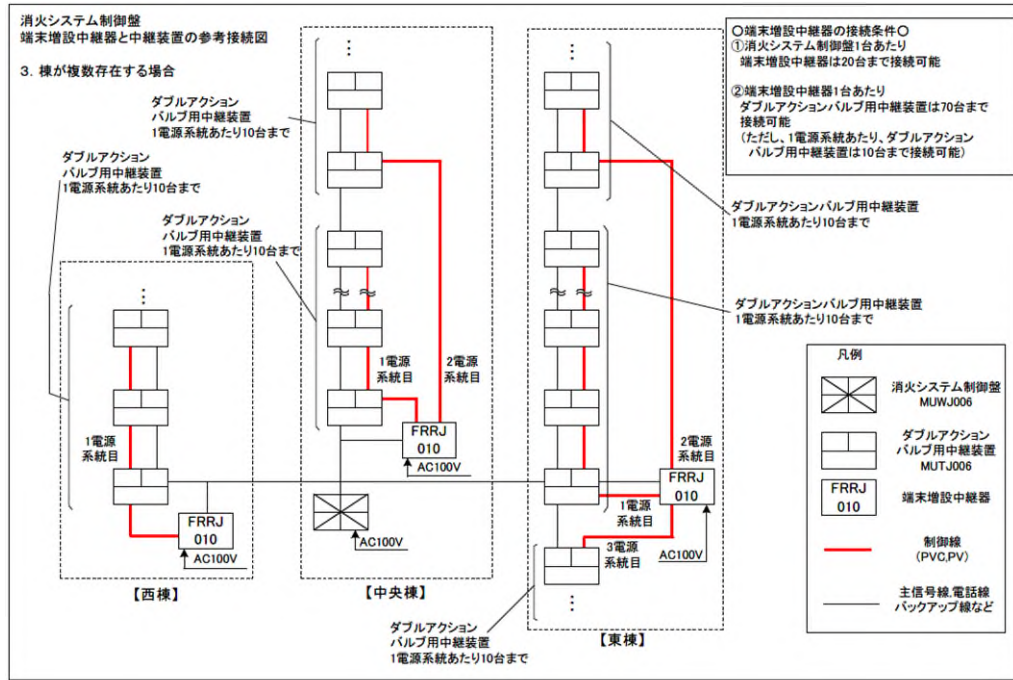 消火システム制御盤
端末増設中継器と中継装置の参考接続図
3. 棟が複数存在する場合
〇端末増設中継器の接続条件〇
①消火システム制御盤1台あたり
端末増設中継器は20台まで接続可能
②端末増設中継器1台あたり
ダブルアクションバルブ用中継装置は70台まで
接続可能
(ただし、1電源系統あたり、ダブルアクション
バルブ用中継装置は10台まで接続可能)
ダブルアクション
バルブ用中継装置
1電源系統あたり10台まで
ダブルアクション
バルブ用中継装置
1電源系統あたり10台まで
ダブルアクション
バルブ用中継装置
1電源系統あたり10台まで
ダブルアクションバルブ用中継装置
1電源系統あたり10台まで
ダブルアクションバルブ用中継装置
1電源系統あたり10台まで
1電源
系統目
FRRJ
010
AC100V
【西棟】
1電源
系統目
2電源
系統目
FRRJ
010
AC100V
AC100V
【中央棟】
2電源
系統目
FRRJ
010
1電源
系統目
3電源
系統目
AC100V
【東棟】
ダブルアクション
バルブ用中継装置
1電源系統あたり10台まで
凡例
消火システム制御盤
MUWJ006
ダブルアクション
バルブ用中継装置
MUTJ006
FRRJ
010
端末増設中継器
制御線
(PVC,PV)
主信号線,電話線
バックアップ線など